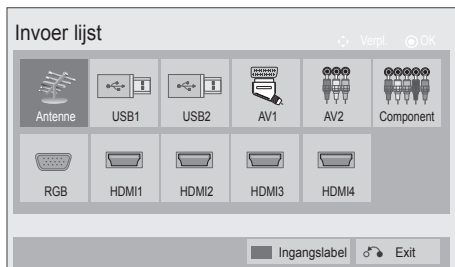 Invoer lijst
Verpl. OK
Antenne USB1 USB2 AV1 AV2 Component
RGB HDMI1 HDMI2 HDMI3 HDMI4
Ingangslabel Exit